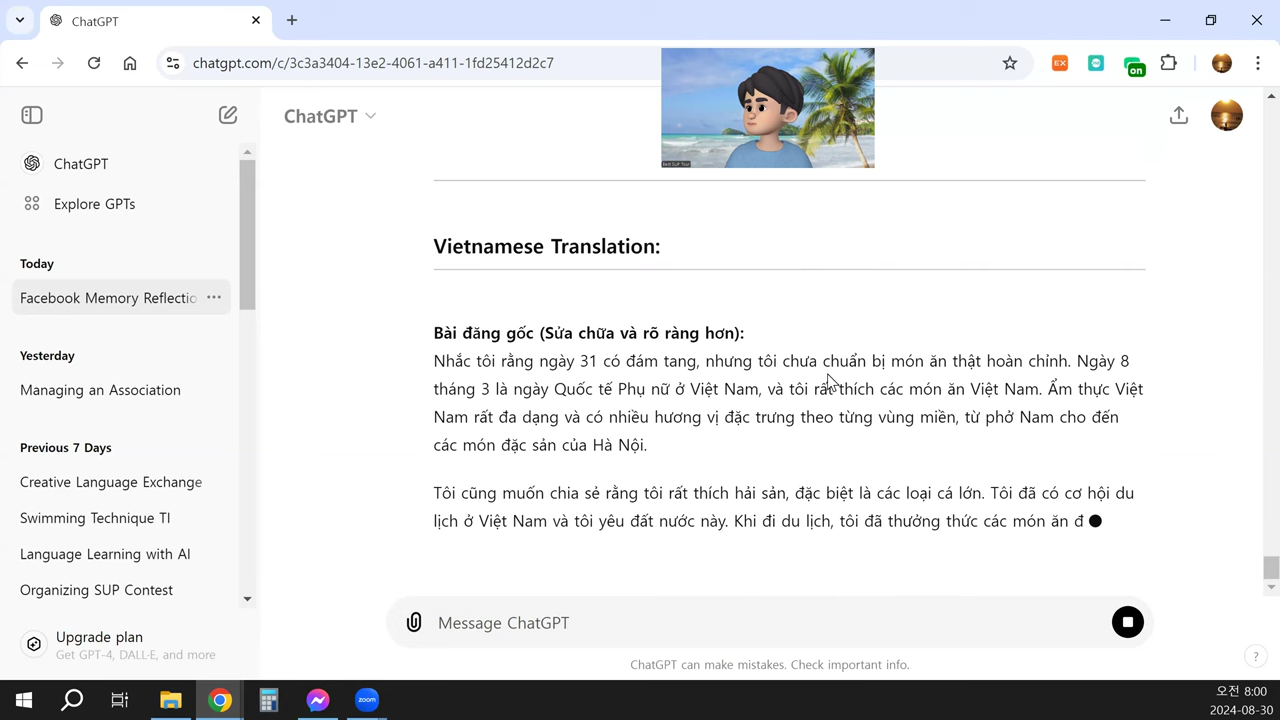 ChatGPT
chatgpt.com/c/3c3a3404-13e2-4061-a411-1fd25412d2c7
EX
on
Best SUP Tour
ChatGPT
ChatGPT
Explore GPTs
Today
Facebook Memory Reflectio
Yesterday
Managing an Association
Previous 7 Days
Creative Language Exchange
Swimming Technique TI
Language Learning with AI
Organizing SUP Contest
Upgrade plan
Get GPT-4, DALL·E, and more
Vietnamese Translation:
Bài đăng gốc (Sửa chữa và rõ ràng hơn):
Nhắc tôi rằng ngày 31 có đám tang, nhưng tôi chưa chuẩn bị món ăn thật hoàn chỉnh. Ngày 8
tháng 3 là ngày Quốc tế Phụ nữ ở Việt Nam, và tôi rất thích các món ăn Việt Nam. Ẩm thực Việt
Nam rất đa dạng và có nhiều hương vị đặc trưng theo từng vùng miền, từ phở Nam cho đến
các món đặc sản của Hà Nội.
Tôi cũng muốn chia sẻ rằng tôi rất thích hải sản, đặc biệt là các loại cá lớn. Tôi đã có cơ hội du
lịch ở Việt Nam và tôi yêu đất nước này. Khi đi du lịch, tôi đã thưởng thức các món ăn đ
Message ChatGPT
ChatGPT can make mistakes. Check important info.
?
zoom
오전 8:00
2024-08-30